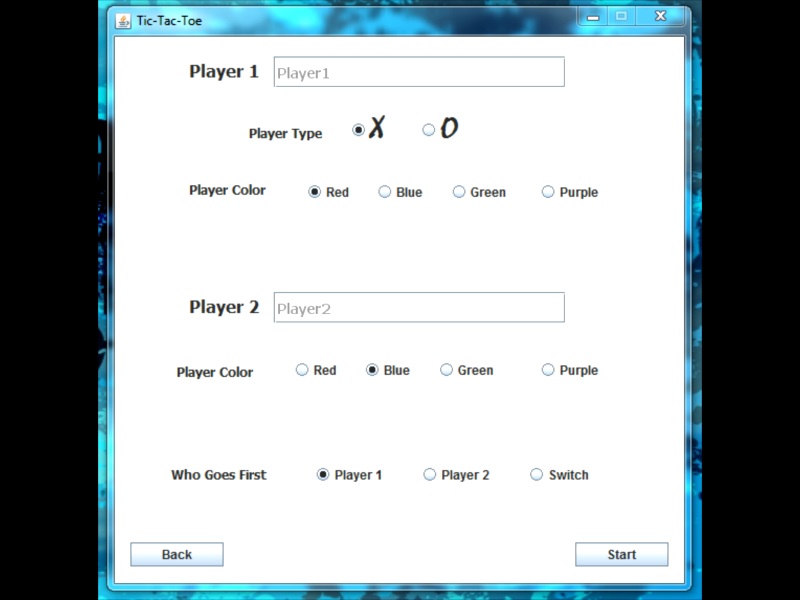 Tic-Tac-Toe
Player 1 Player1
Player Type X O
Player Color Red Blue Green Purple
Player 2 Player2
Player Color Red Blue Green Purple
Who Goes First Player 1 Player 2 Switch
Back Start